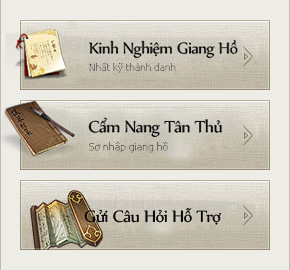 Kinh Nghiệm Giang Hồ
Nhất kỹ thành danh
Cẩm Nang Tân Thủ
Sơ nhập giang hồ
Gửi Câu Hỏi Hỗ Trợ